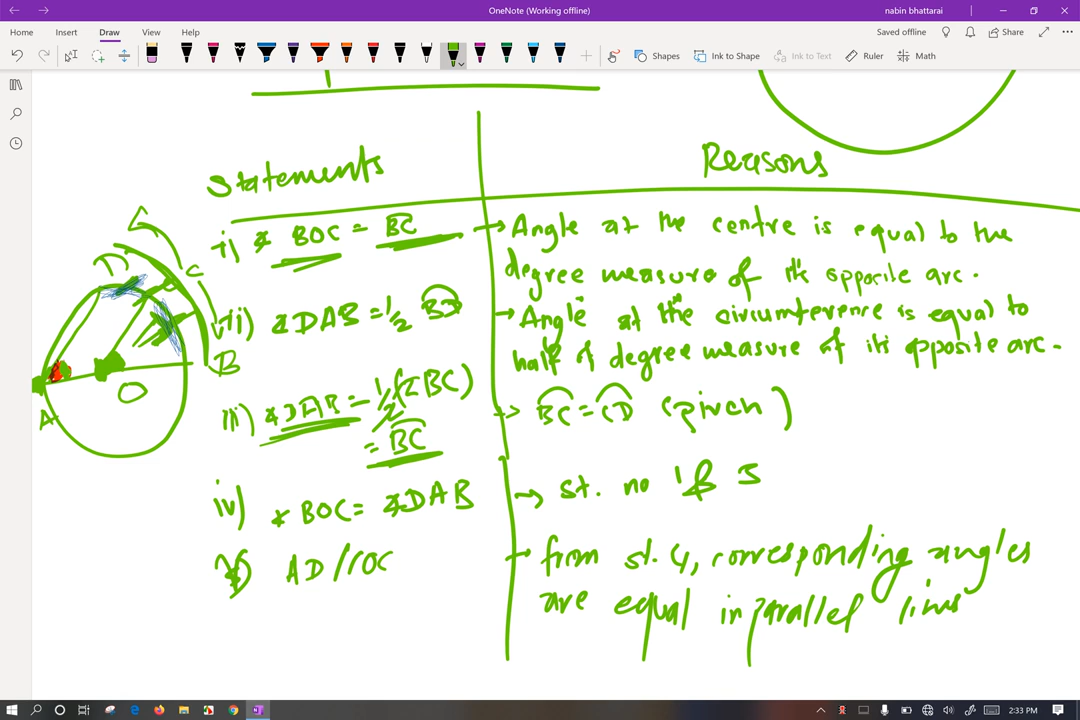 OneNote (Working offline)
nabin bhattarai
Home Insert Draw View Help
Saved offline
Share
Shapes
Ink to Shape
Ink to Text
Ruler
Math
Statements
Reasons
i) ∡ BOC = BC
→ Angle at the centre is equal to the
degree measure of it's opposite arc.
ii) ∡DAB = 1/2 BD
→ Angle at the circumference is equal to
half of degree measure of it's opposite arc.
iii) ∡DAB = 1/2 (2 BC)
= BC
→ BC = CD (given)
iv) ∡ BOC = ∡DAB
→ st. no 1 & 3
v) AD // OC
→ from st. 4, corresponding angles
are equal in parallel lines
D
C
B
O
A
2:33 PM